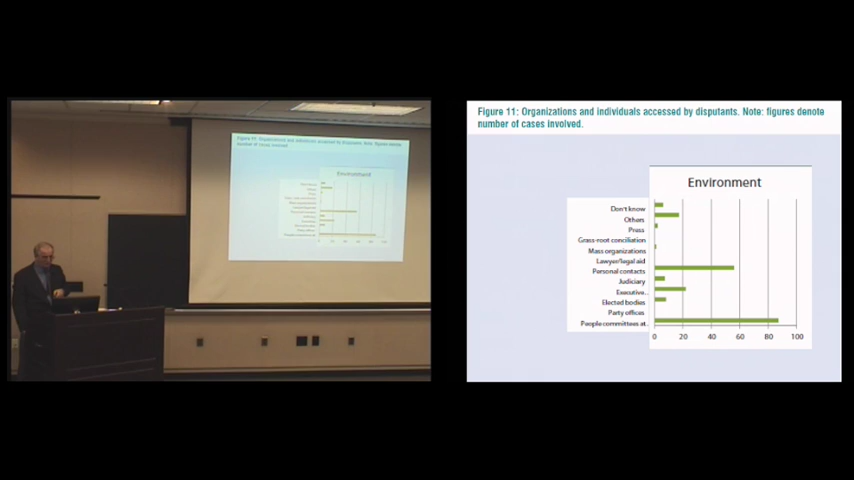 Figure 11: Organizations and individuals accessed by disputants. Note: figures denote
number of cases involved.
Environment
Don't know
Others
Press
Grass-root conciliation
Mass organizations
Lawyer/legal aid
Personal contacts
Judiciary
Executive..
Elected bodies
Party offices
People committees at..
0 20 40 60 80 100